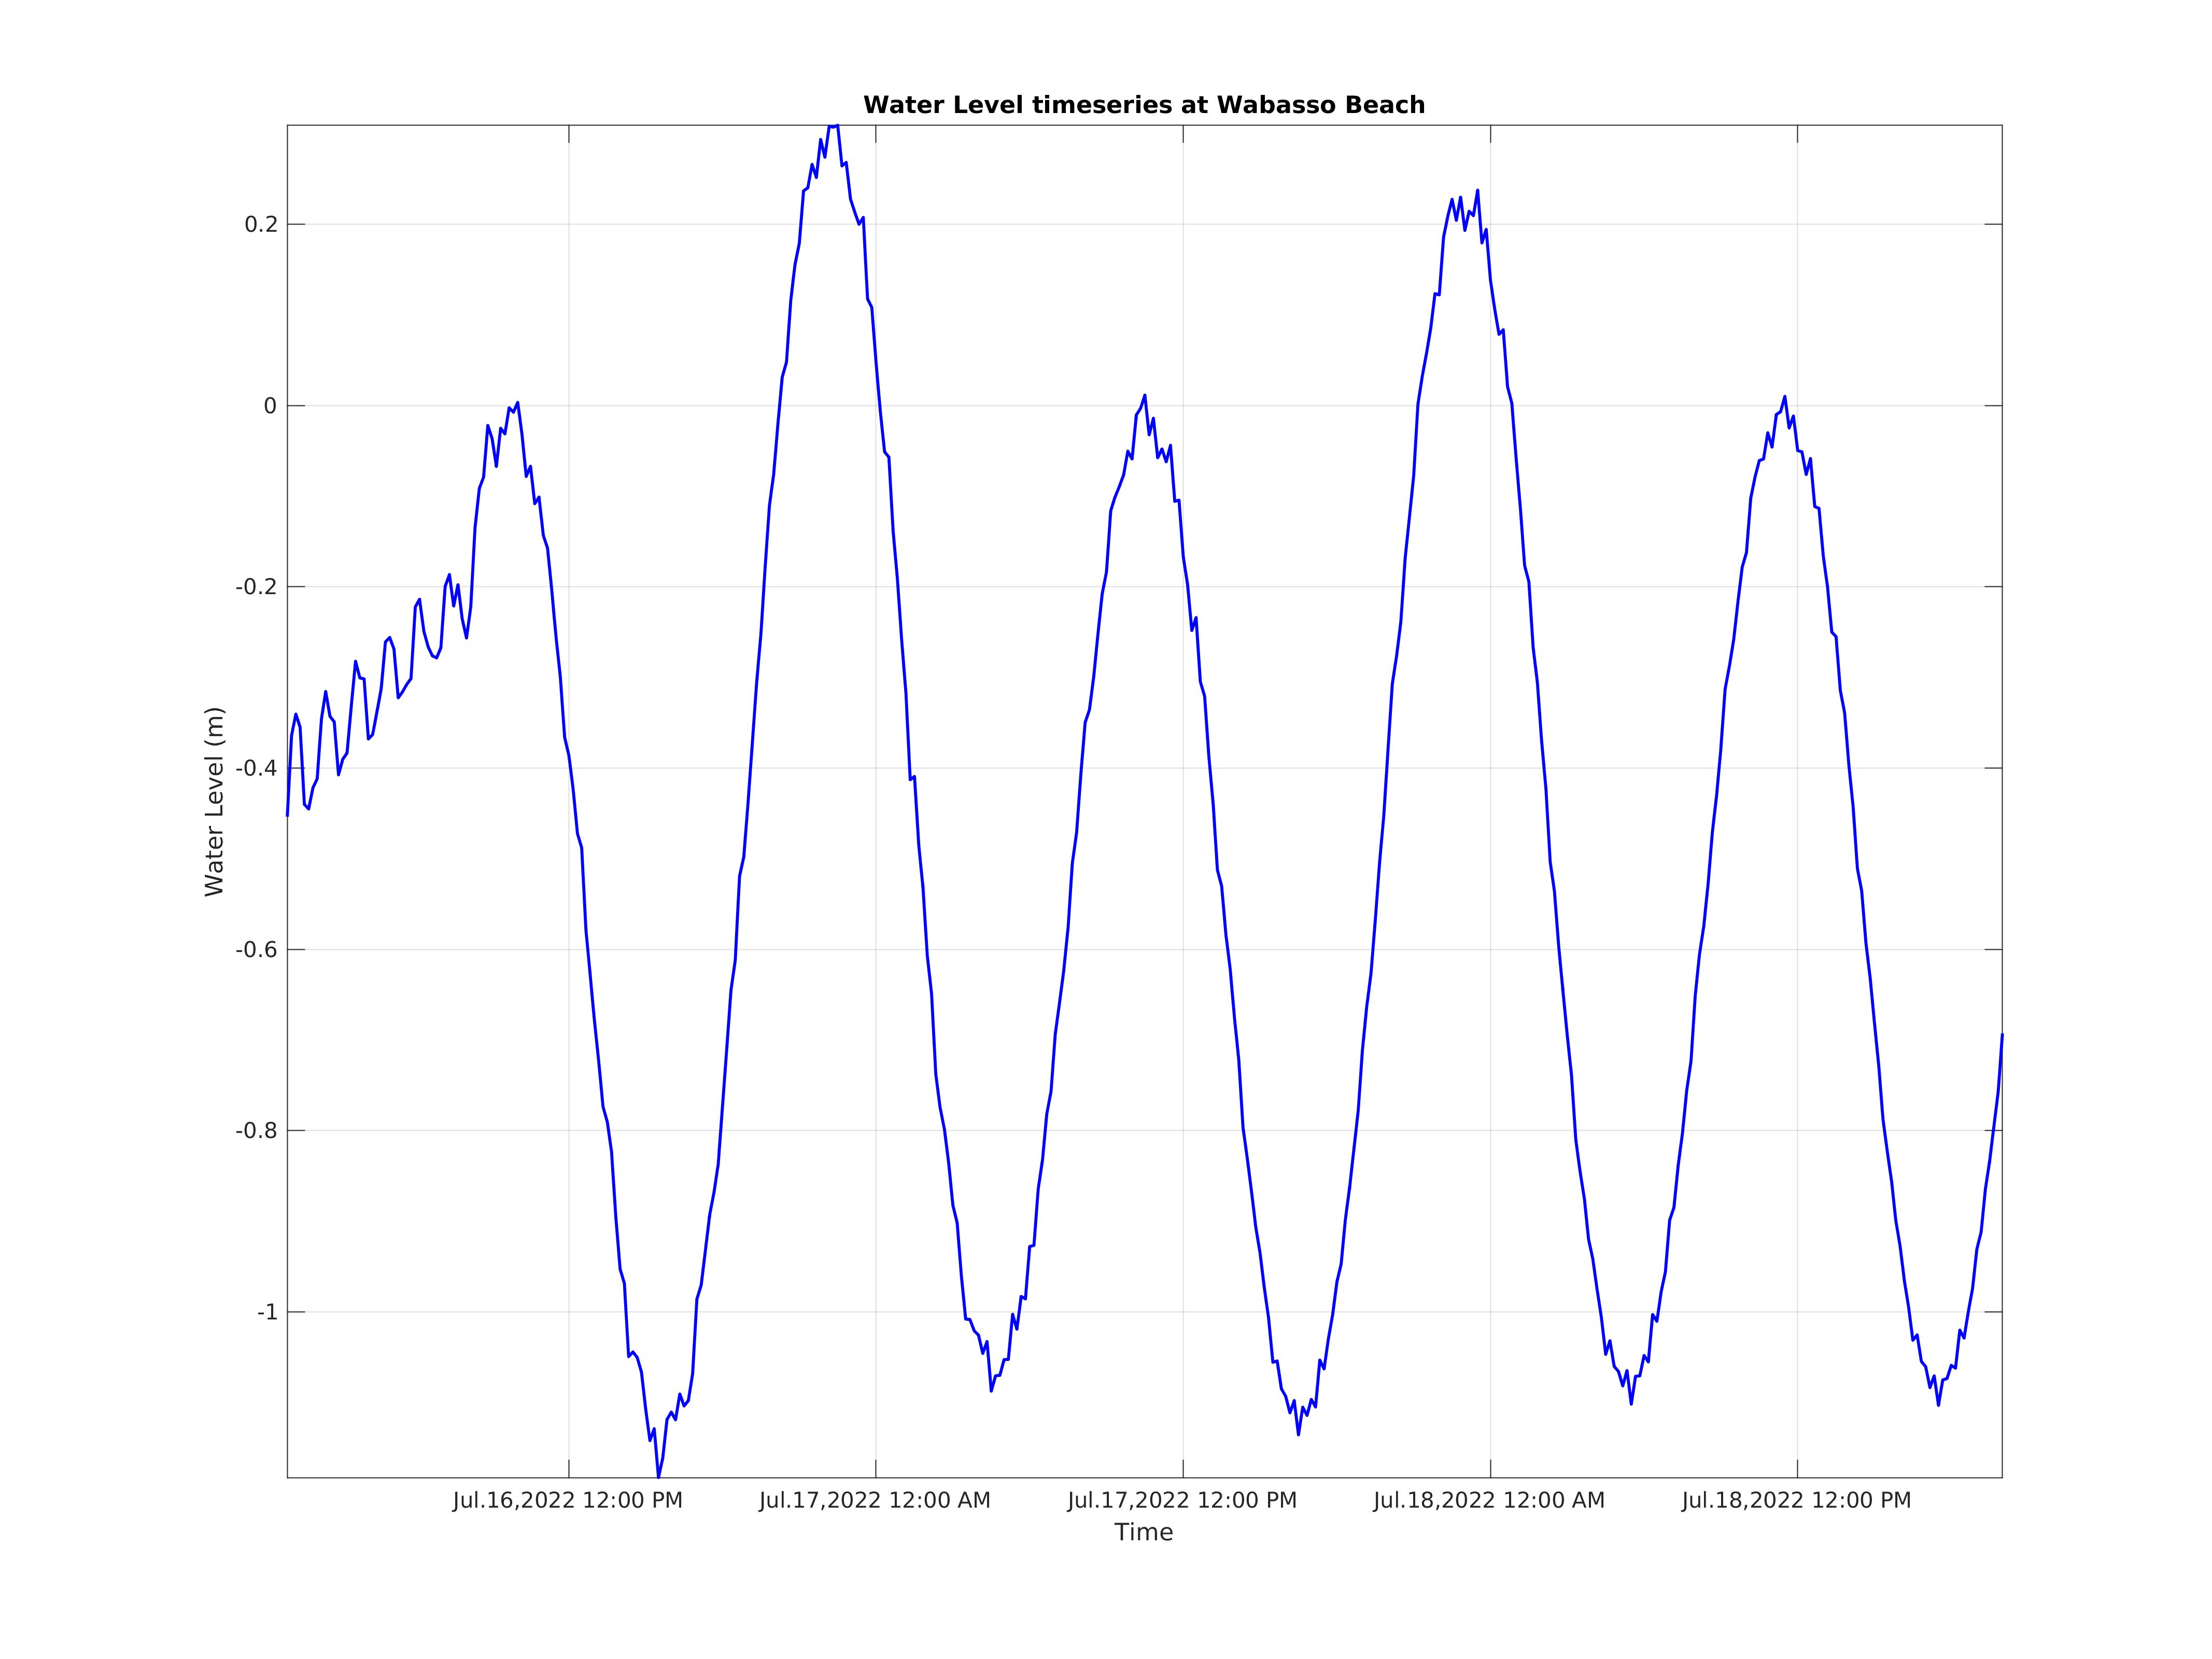 Water Level timeseries at Wabasso Beach
0.2
0
-0.2
-0.4
-0.6
-0.8
-1
Water Level (m)
Jul.16,2022 12:00 PM
Jul.17,2022 12:00 AM
Jul.17,2022 12:00 PM
Jul.18,2022 12:00 AM
Jul.18,2022 12:00 PM
Time